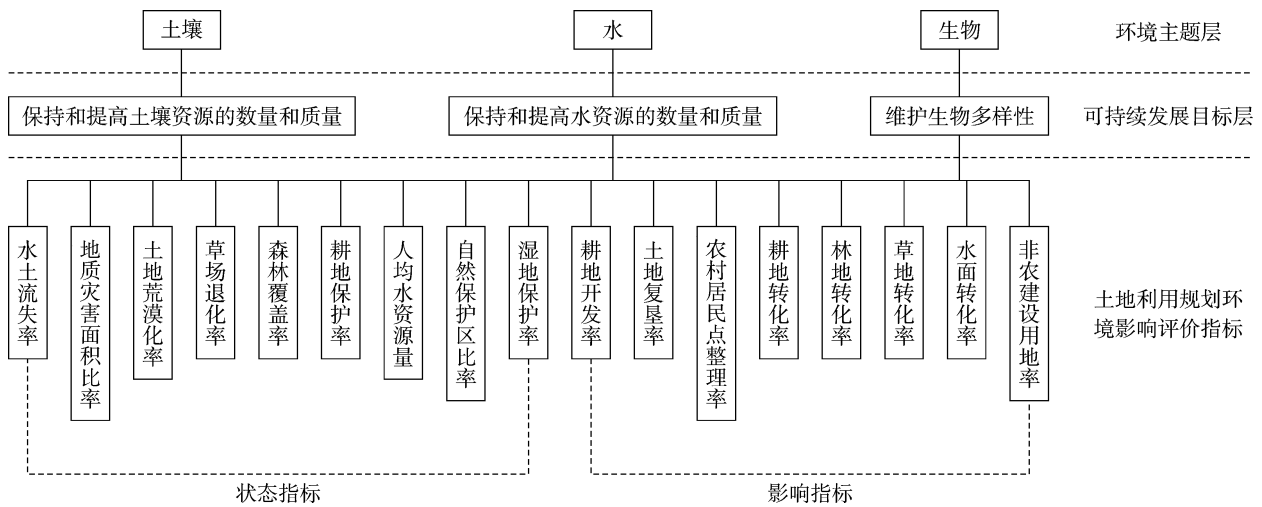 土壤
水
生物
环境主题层
保持和提高土壤资源的数量和质量
保持和提高水资源的数量和质量
维护生物多样性
可持续发展目标层
水土流失率
地质灾害面积比率
土地荒漠化率
草场退化率
森林覆盖率
耕地保护率
人均水资源量
自然保护区比率
湿地保护率
耕地开发率
土地复垦率
农村居民点整理率
耕地转化率
林地转化率
草地转化率
水面转化率
非农建设用地率
土地利用规划环
境影响评价指标
状态指标
影响指标